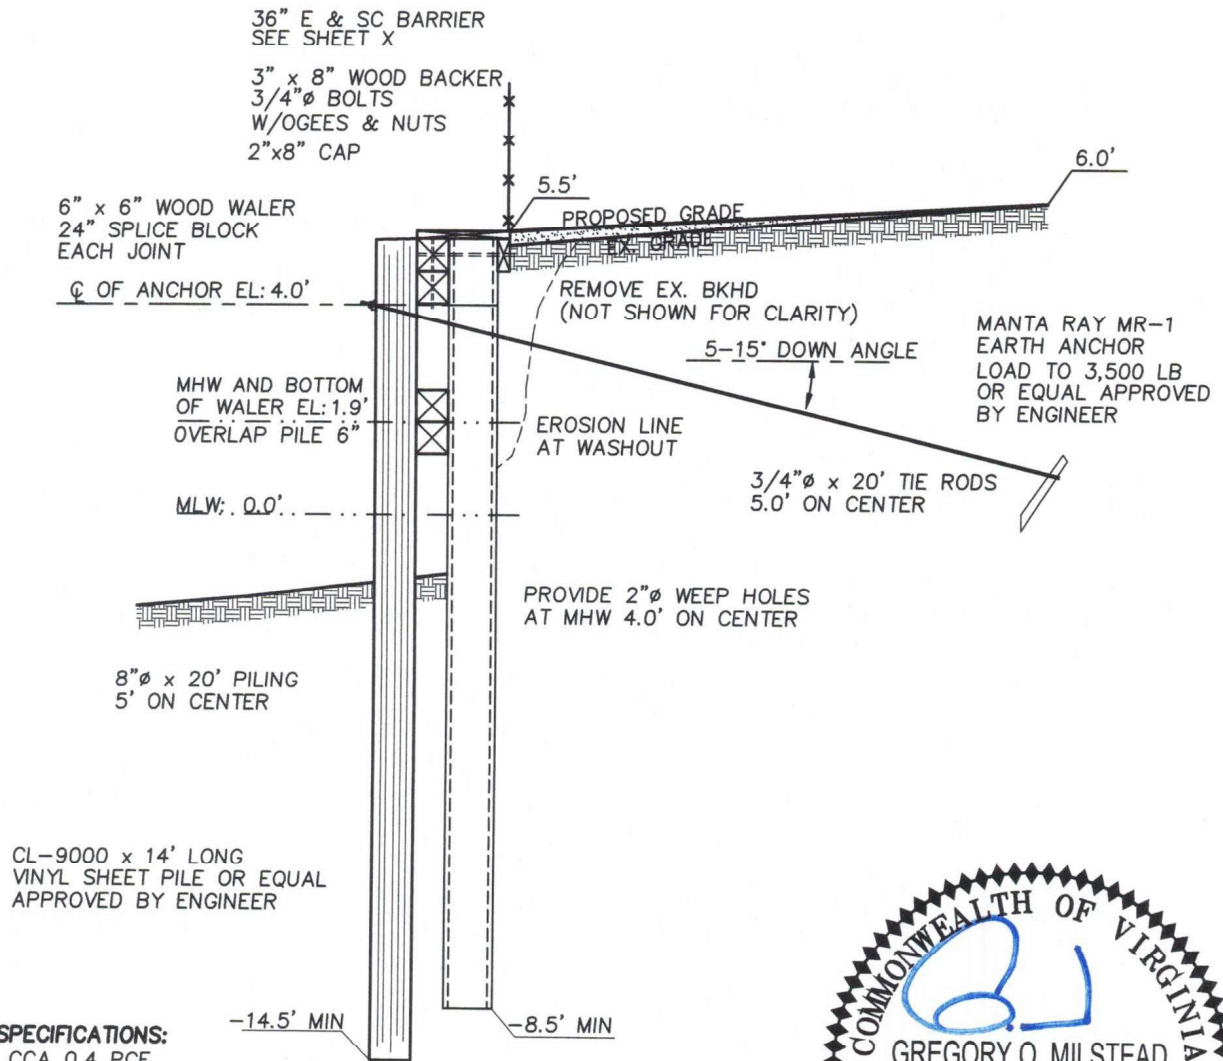 36" E & SC BARRIER
SEE SHEET X
3" x 8" WOOD BACKER
3/4"ø BOLTS
W/OGEES & NUTS
2"x8" CAP
6.0'
5.5'
6" x 6" WOOD WALER
24" SPLICE BLOCK
EACH JOINT
PROPOSED GRADE
EX. GRADE
℄ OF ANCHOR EL: 4.0'
REMOVE EX. BKHD
(NOT SHOWN FOR CLARITY)
5-15° DOWN ANGLE
MANTA RAY MR-1
EARTH ANCHOR
LOAD TO 3,500 LB
OR EQUAL APPROVED
BY ENGINEER
MHW AND BOTTOM
OF WALER EL: 1.9'
OVERLAP PILE 6"
EROSION LINE
AT WASHOUT
3/4"ø x 20' TIE RODS
5.0' ON CENTER
MLW: 0.0'
PROVIDE 2"ø WEEP HOLES
AT MHW 4.0' ON CENTER
8"ø x 20' PILING
5' ON CENTER
CL-9000 x 14' LONG
VINYL SHEET PILE OR EQUAL
APPROVED BY ENGINEER
-14.5' MIN
-8.5' MIN
SPECIFICATIONS:
CCA 0.4 PCF
COMMONWEALTH OF VIRGINIA
GREGORY O. MILSTEAD